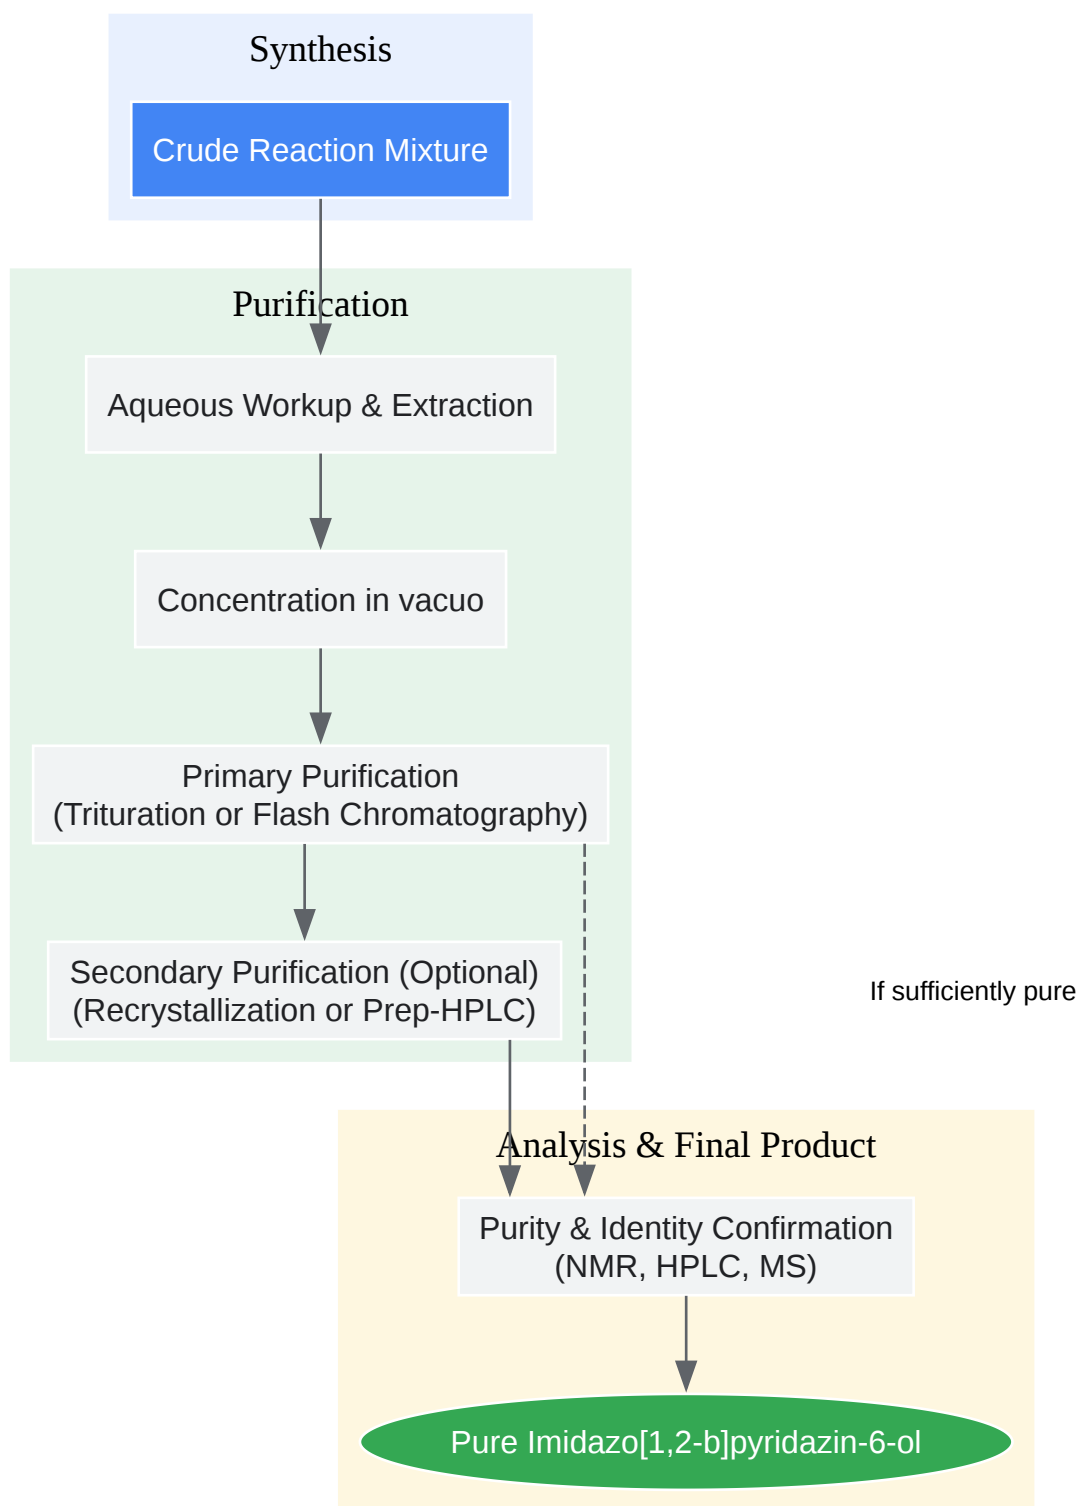 Synthesis
Crude Reaction Mixture
Purification
Aqueous Workup & Extraction
Concentration in vacuo
Primary Purification
(Trituration or Flash Chromatography)
Secondary Purification (Optional)
(Recrystallization or Prep-HPLC)
If sufficiently pure
Analysis & Final Product
Purity & Identity Confirmation
(NMR, HPLC, MS)
Pure Imidazo[1,2-b]pyridazin-6-ol